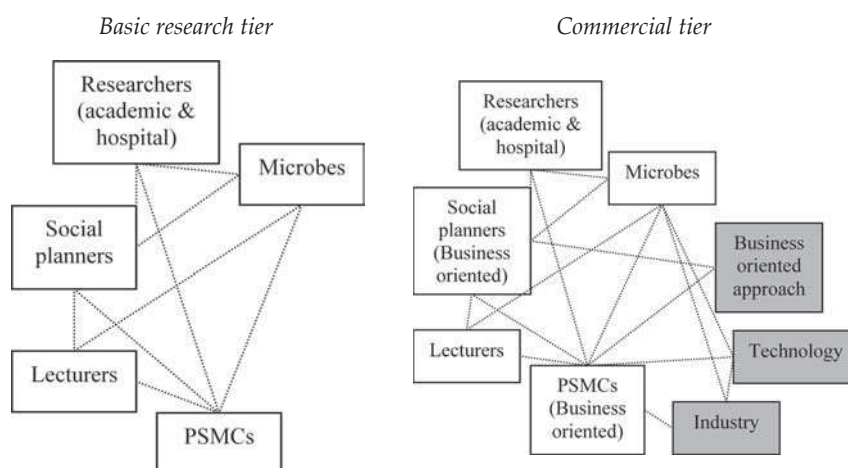 Basic research tier
Researchers
(academic &
hospital)
Microbes
Social
planners
Lecturers
PSMCs
Commercial tier
Researchers
(academic &
hospital)
Microbes
Social
planners
(Business
oriented)
Business
oriented
approach
Lecturers
Technology
PSMCs
(Business
oriented)
Industry